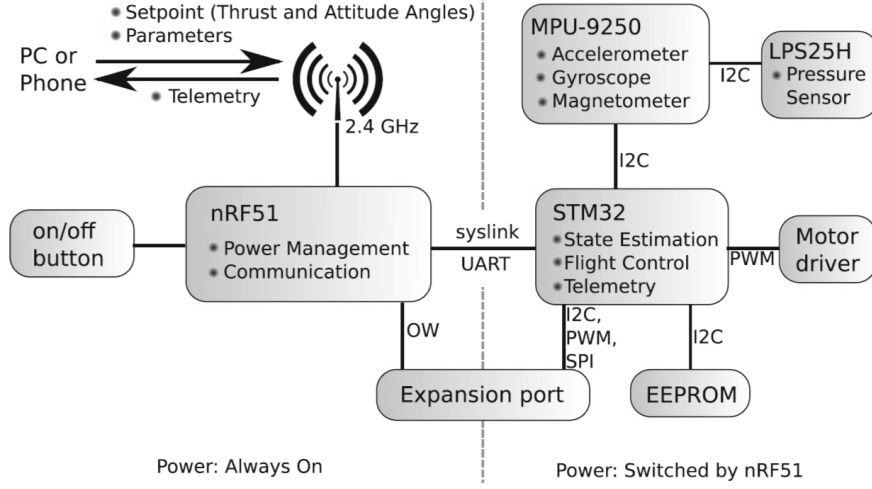 Setpoint (Thrust and Attitude Angles)
Parameters
PC or
Phone
Telemetry
2.4 GHz
MPU-9250
Accelerometer
Gyroscope
Magnetometer
I2C
LPS25H
Pressure
Sensor
I2C
on/off
button
nRF51
Power Management
Communication
syslink
UART
STM32
State Estimation
Flight Control
Telemetry
PWM
Motor
driver
OW
I2C,
PWM,
SPI
I2C
Expansion port
EEPROM
Power: Always On
Power: Switched by nRF51